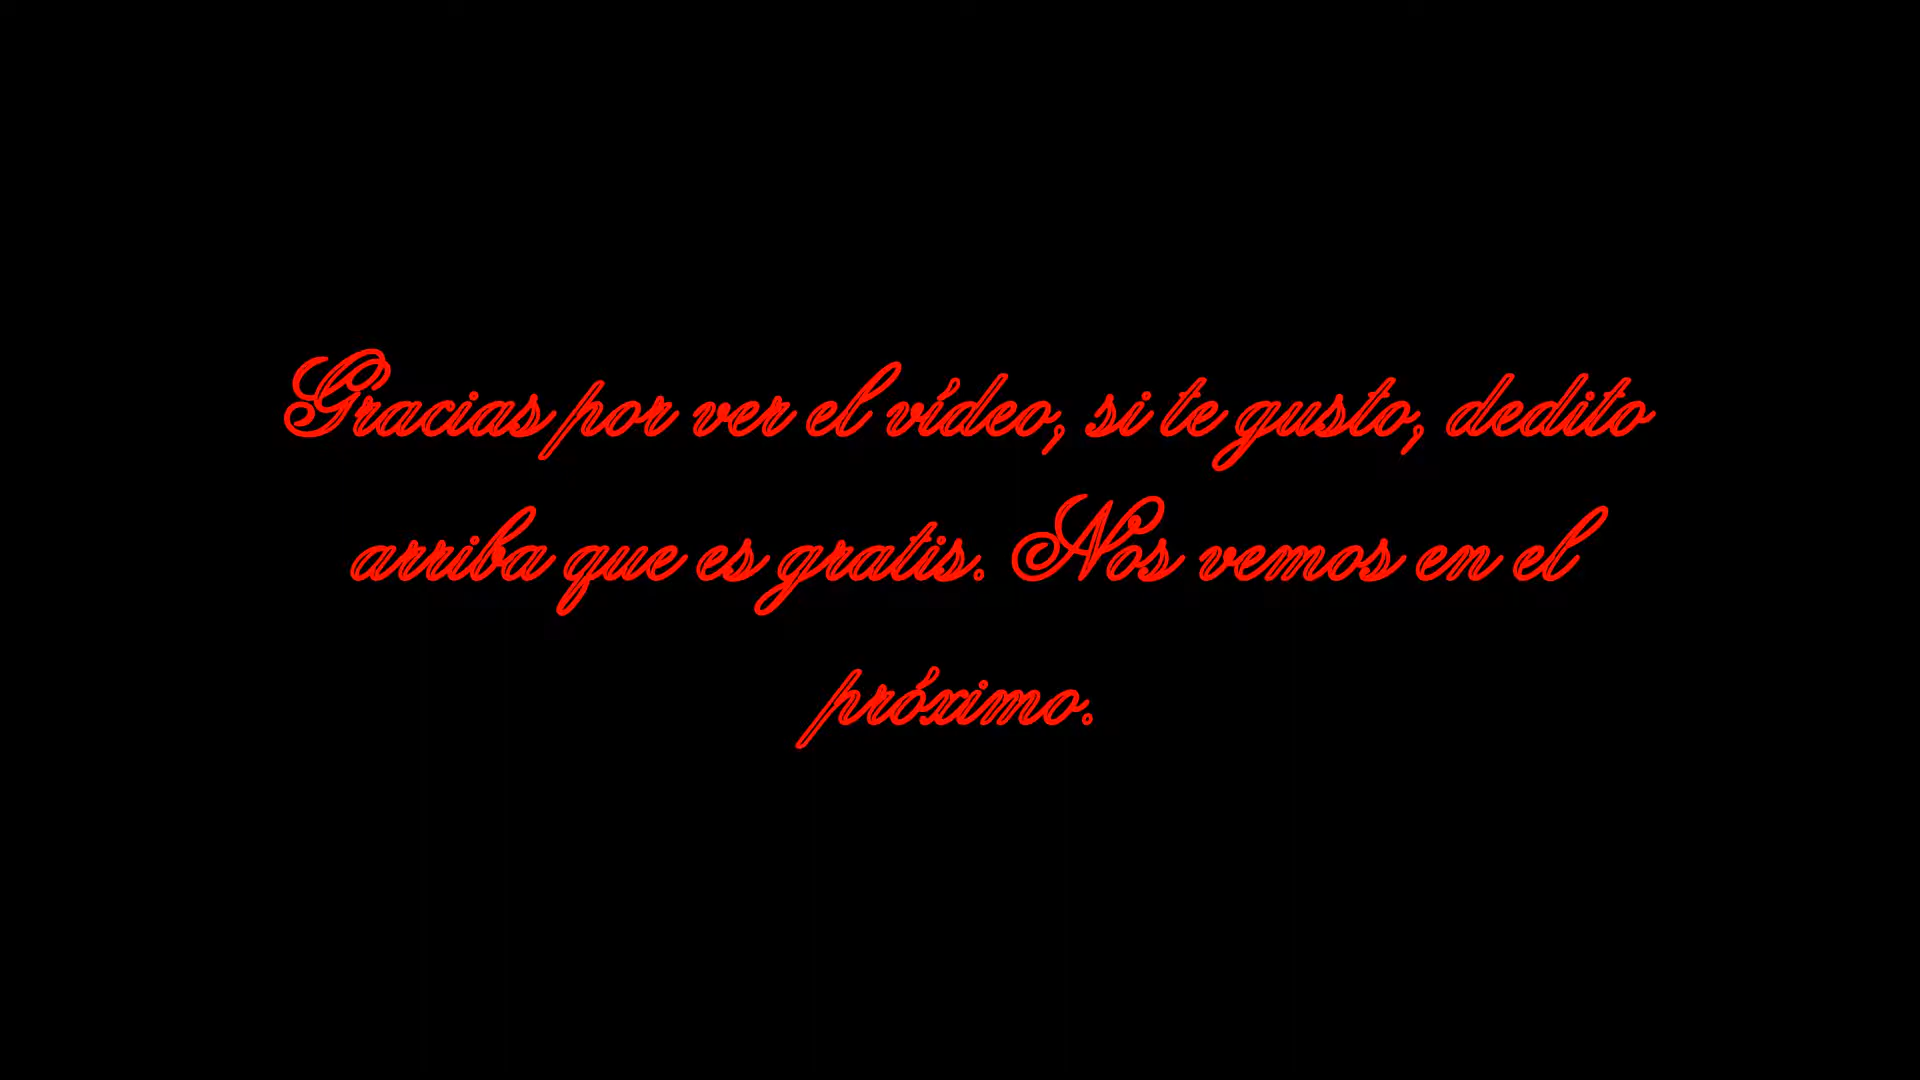 Gracias por ver el vídeo, si te gusto, dedito
arriba que es gratis. Nos vemos en el
próximo.